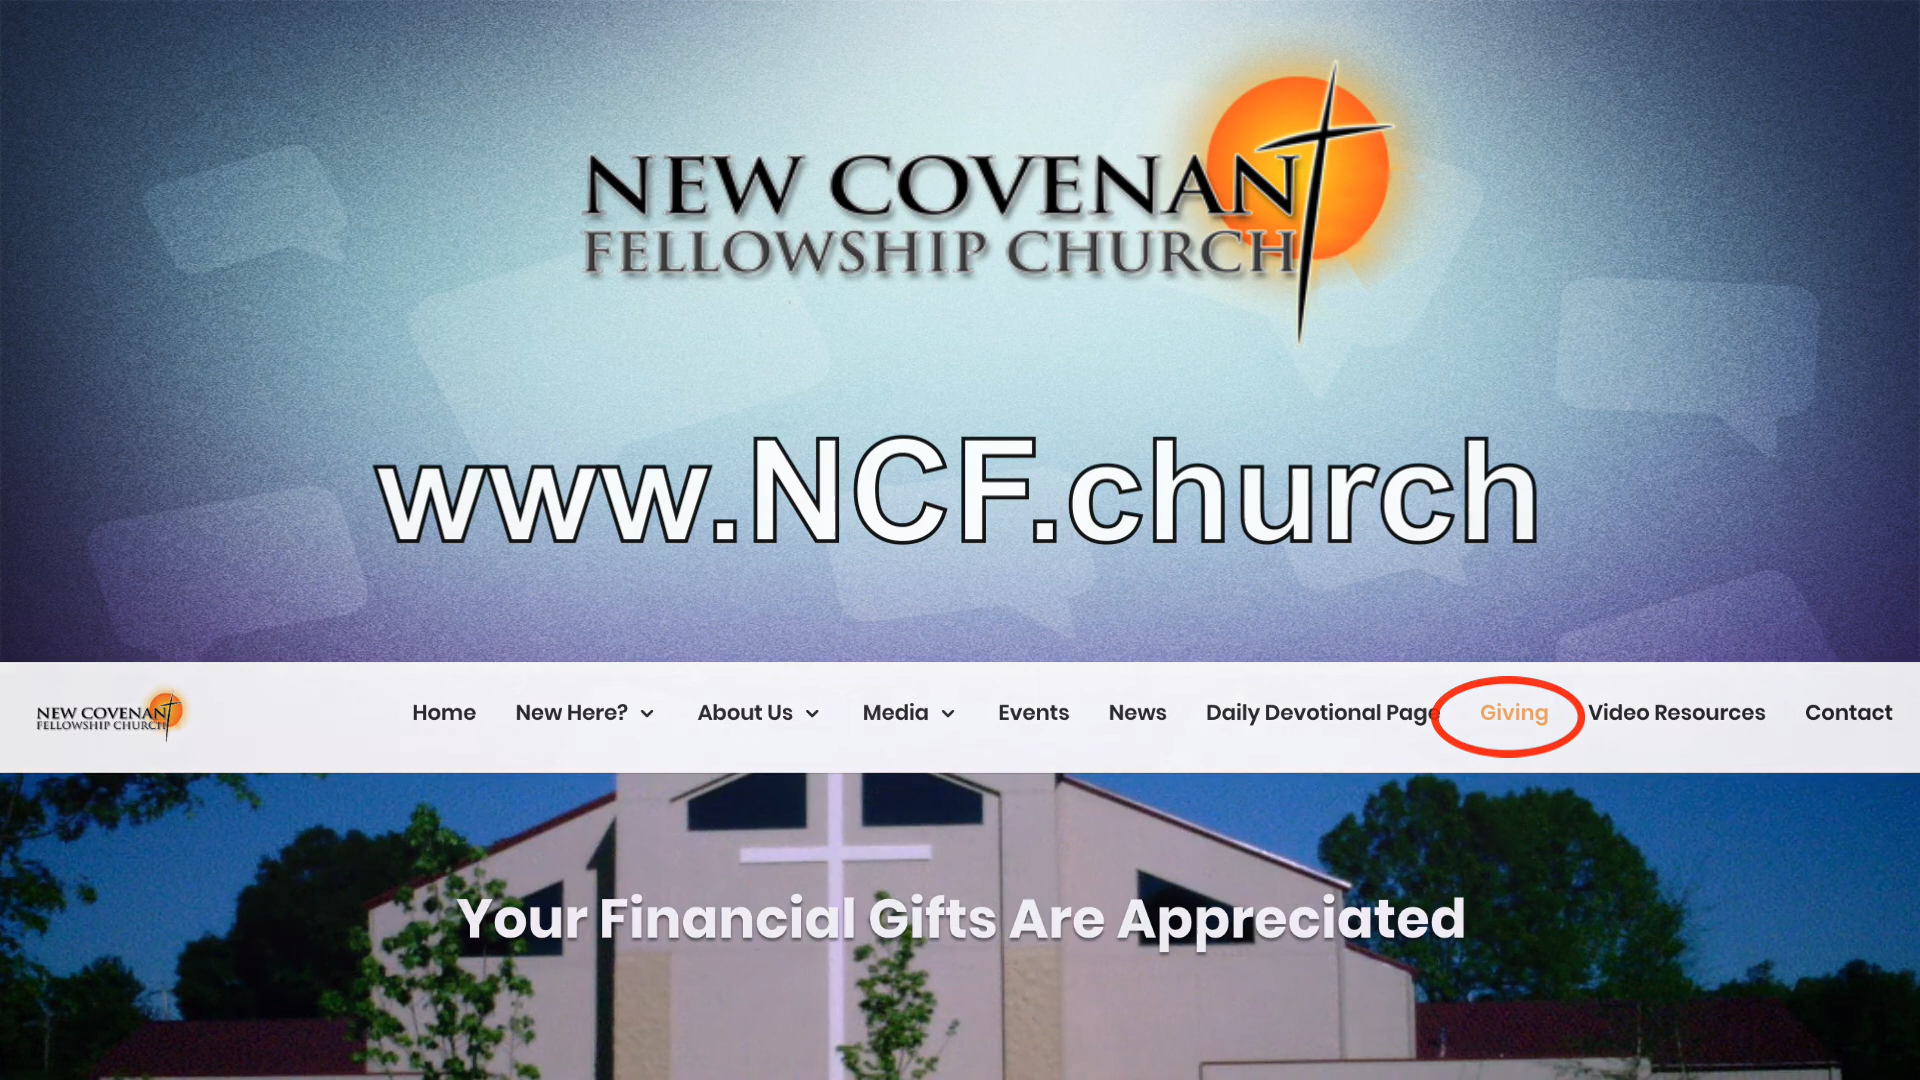 NEW COVENANT
FELLOWSHIP CHURCH
www.NCF.church
NEW COVENANT
FELLOWSHIP CHURCH
Home New Here? About Us Media Events News Daily Devotional Page Giving Video Resources Contact
Your Financial Gifts Are Appreciated